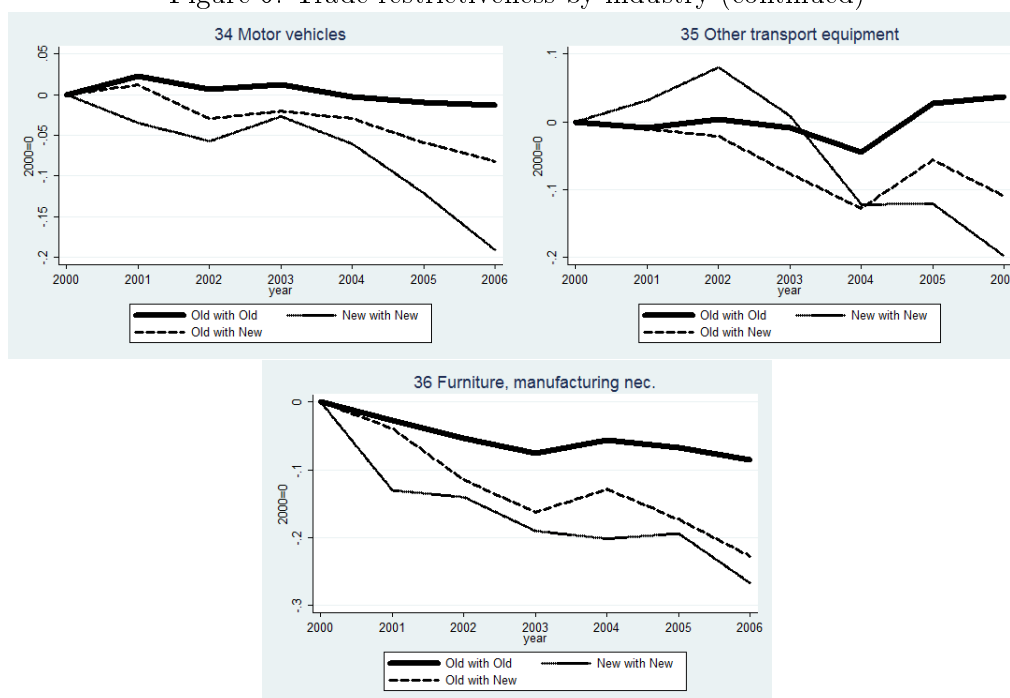 Figure 6: Trade restrictiveness by industry (continued)
34 Motor vehicles
.05
0
-.05
-.1
-.15
-.2
2000=0
2000 2001 2002 2003 2004 2005 2006
year
Old with Old New with New
Old with New
35 Other transport equipment
.1
0
-.1
-.2
2000=0
2000 2001 2002 2003 2004 2005 200
year
Old with Old New with New
Old with New
36 Furniture, manufacturing nec.
0
-.1
-.2
-.3
2000=0
2000 2001 2002 2003 2004 2005 2006
year
Old with Old New with New
Old with New